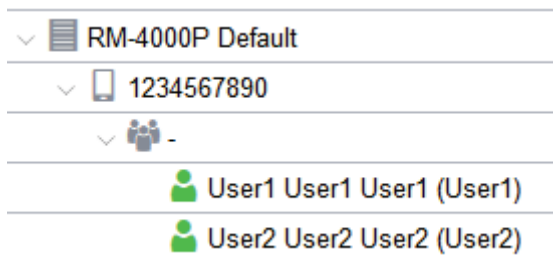 RM-4000P Default
1234567890
-
User1 User1 User1 (User1)
User2 User2 User2 (User2)